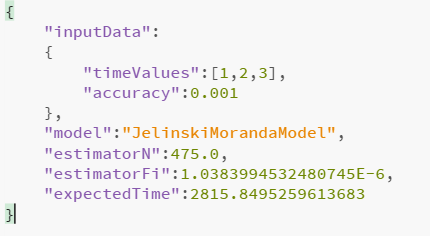 {
    "inputData":
    {
        "timeValues":[1,2,3],
        "accuracy":0.001
    },
    "model":"JelinskiMorandaModel",
    "estimatorN":475.0,
    "estimatorFi":1.0383994532480745E-6,
    "expectedTime":2815.8495259613683
}